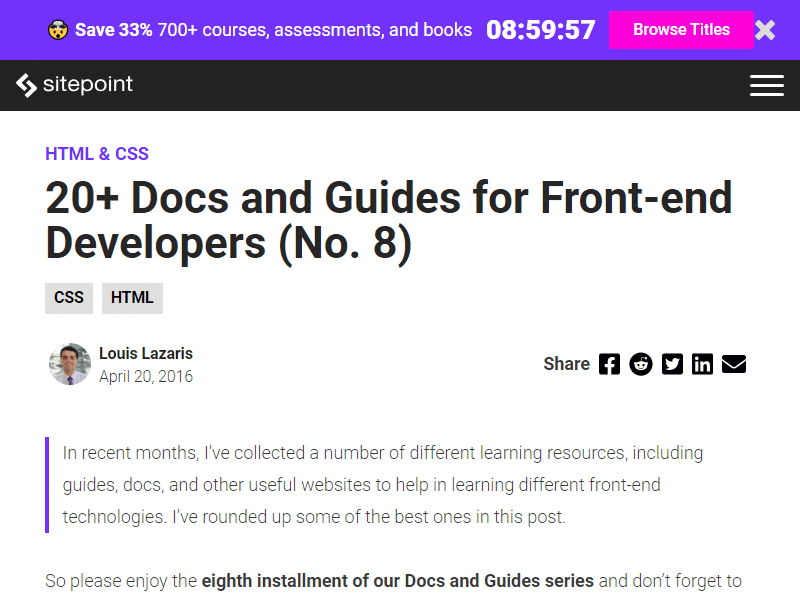 Save 33% 700+ courses, assessments, and books 08:59:57 Browse Titles
sitepoint
HTML & CSS
20+ Docs and Guides for Front-end
Developers (No. 8)
CSS HTML
Louis Lazaris
April 20, 2016
Share
In recent months, I’ve collected a number of different learning resources, including
guides, docs, and other useful websites to help in learning different front-end
technologies. I’ve rounded up some of the best ones in this post.
So please enjoy the eighth installment of our Docs and Guides series and don’t forget to